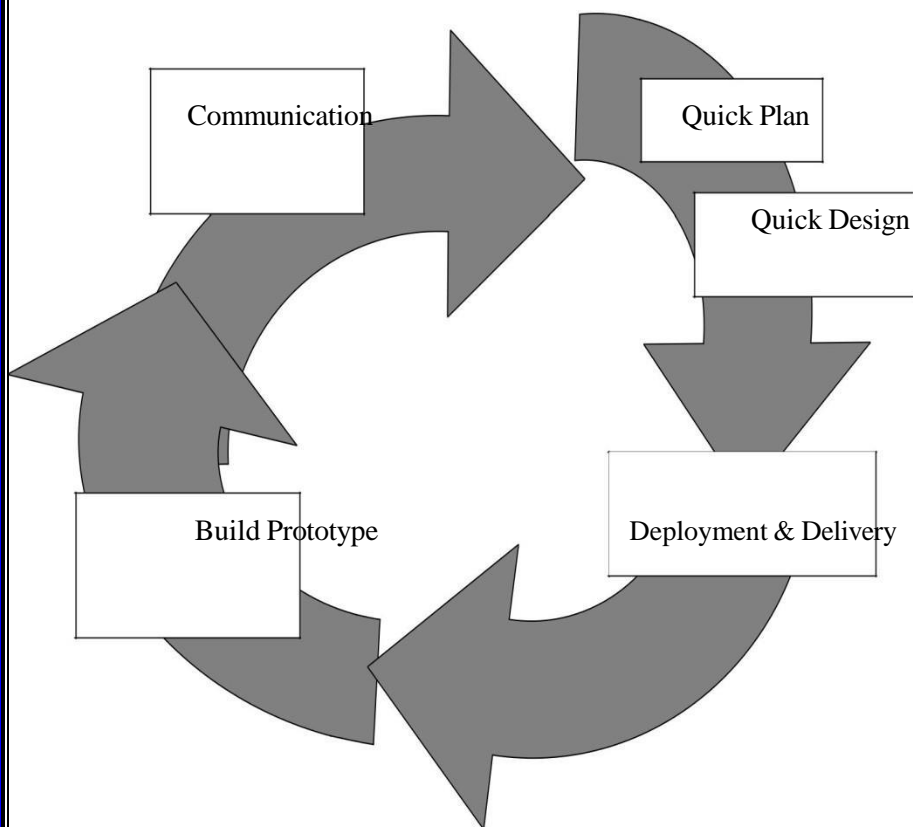 Communication
Quick Plan
Quick Design
Build Prototype
Deployment & Delivery